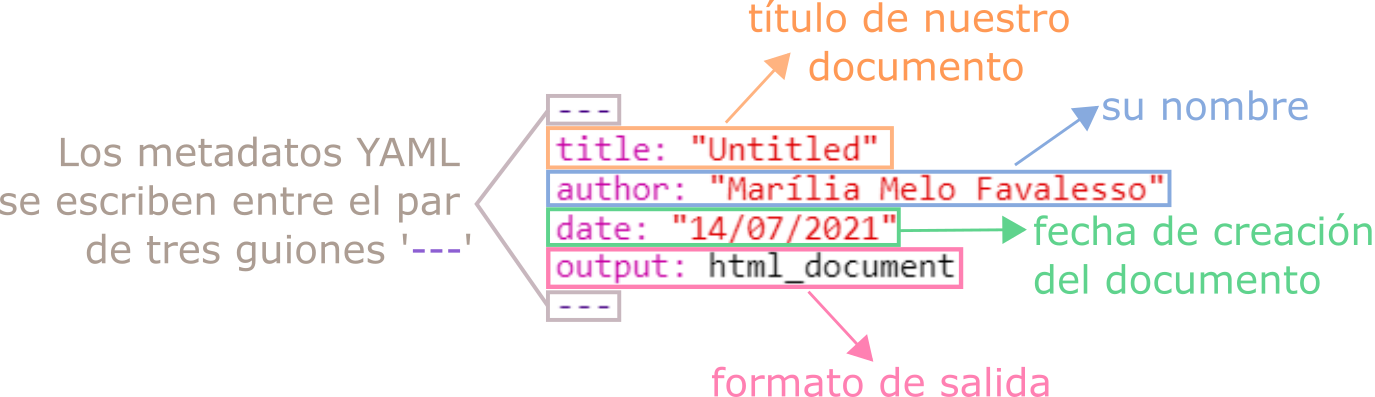 título de nuestro
documento
su nombre
Los metadatos YAML
se escriben entre el par
de tres guiones '---'
---
title: "Untitled"
author: "Marília Melo Favalesso"
date: "14/07/2021"
output: html_document
---
fecha de creación
del documento
formato de salida